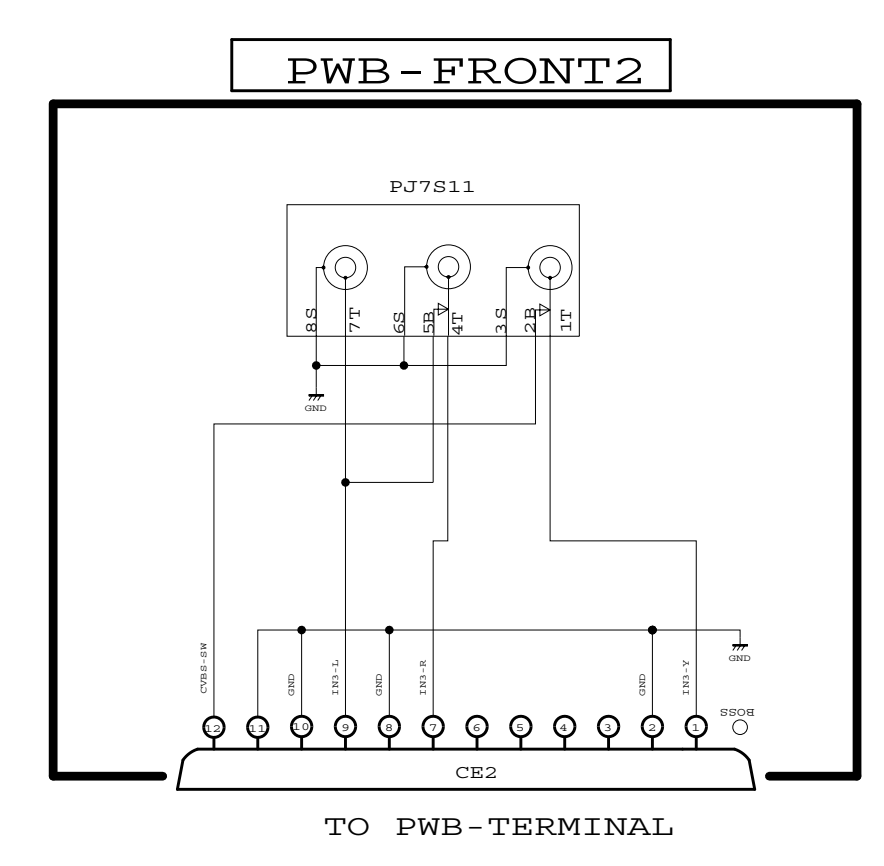 PWB-FRONT2
PJ7S11
8S 7T 6S 5B 4T 3S 2B 1T
GND
CVBS-SW GND IN3-L GND IN3-R GND IN3-Y GND
BOSS
12 11 10 9 8 7 6 5 4 3 2 1
CE2
TO PWB-TERMINAL